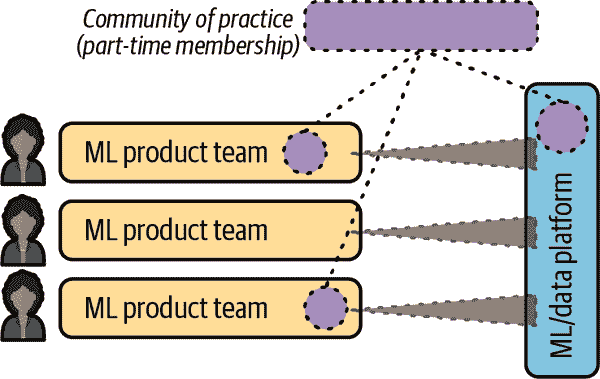 Community of practice
(part-time membership)
ML product team
ML product team
ML product team
ML/data platform